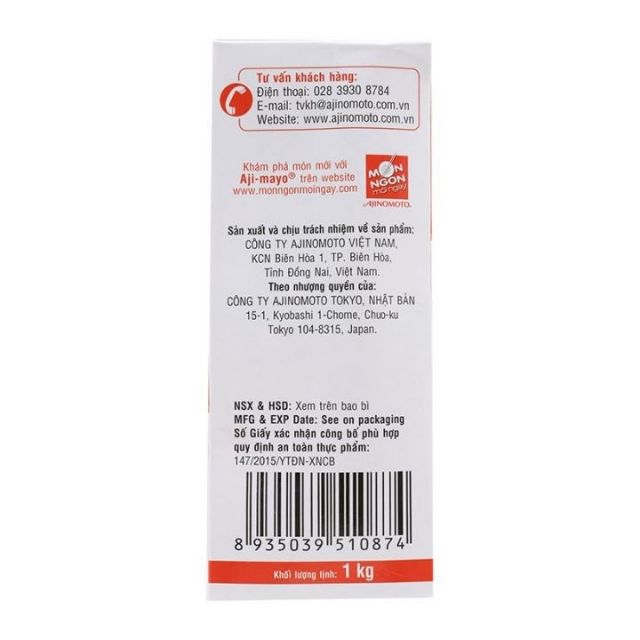 Tư vấn khách hàng:
Điện thoại: 028 3930 8784
E-mail: tvkh@ajinomoto.com.vn
Website: www.ajinomoto.com.vn
Khám phá món mới với
Aji-mayo® trên website
www.monngonmoingay.com
MÓN
NGON
mỗi ngày
AJINOMOTO.
Sản xuất và chịu trách nhiệm về sản phẩm:
CÔNG TY AJINOMOTO VIỆT NAM,
KCN Biên Hòa 1, TP. Biên Hòa,
Tỉnh Đồng Nai, Việt Nam.
Theo nhượng quyền của:
CÔNG TY AJINOMOTO TOKYO, NHẬT BẢN
15-1, Kyobashi 1-Chome, Chuo-ku
Tokyo 104-8315, Japan.
NSX & HSD: Xem trên bao bì
MFG & EXP Date: See on packaging
Số Giấy xác nhận công bố phù hợp
quy định an toàn thực phẩm:
147/2015/YTĐN-XNCB
8 935039 510874
Khối lượng tịnh: 1 kg